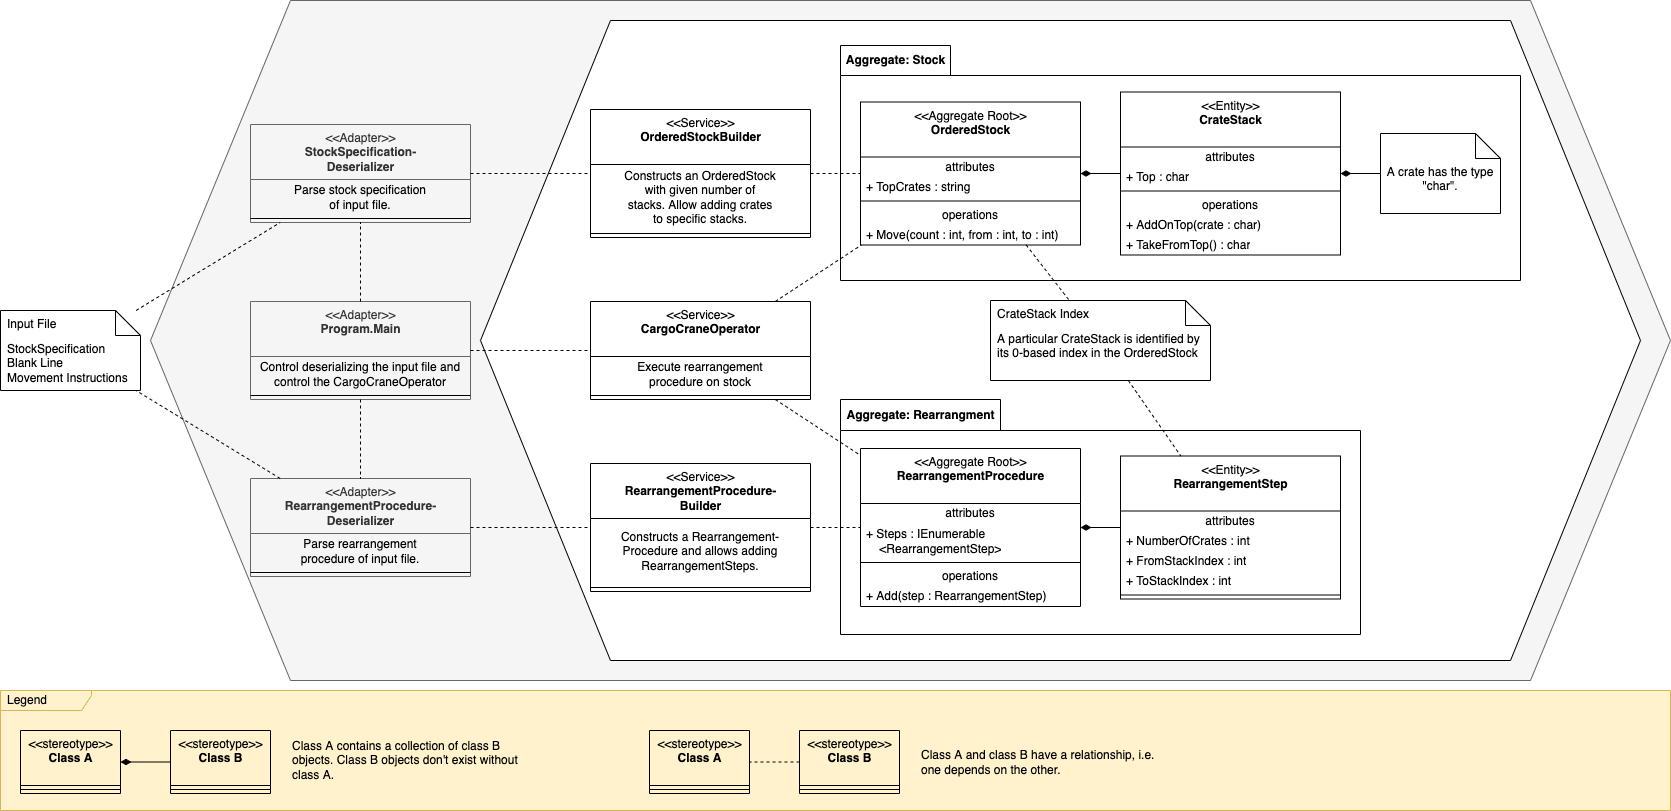 Aggregate: Stock
<<Adapter>>
StockSpecification-
Deserializer
Parse stock specification
of input file.
<<Service>>
OrderedStockBuilder
Constructs an OrderedStock
with given number of
stacks. Allow adding crates
to specific stacks.
<<Aggregate Root>>
OrderedStock
attributes
+ TopCrates : string
operations
+ Move(count : int, from : int, to : int)
<<Entity>>
CrateStack
attributes
+ Top : char
operations
+ AddOnTop(crate : char)
+ TakeFromTop() : char
A crate has the type
"char".
Input File
StockSpecification
Blank Line
Movement Instructions
<<Adapter>>
Program.Main
Control deserializing the input file and
control the CargoCraneOperator
<<Service>>
CargoCraneOperator
Execute rearrangement
procedure on stock
CrateStack Index
A particular CrateStack is identified by
its 0-based index in the OrderedStock
Aggregate: Rearrangment
<<Adapter>>
RearrangementProcedure-
Deserializer
Parse rearrangement
procedure of input file.
<<Service>>
RearrangementProcedure-
Builder
Constructs a Rearrangement-
Procedure and allows adding
RearrangementSteps.
<<Aggregate Root>>
RearrangementProcedure
attributes
+ Steps : IEnumerable
<RearrangementStep>
operations
+ Add(step : RearrangementStep)
<<Entity>>
RearrangementStep
attributes
+ NumberOfCrates : int
+ FromStackIndex : int
+ ToStackIndex : int
Legend
<<stereotype>>
Class A
<<stereotype>>
Class B
Class A contains a collection of class B
objects. Class B objects don't exist without
class A.
<<stereotype>>
Class A
<<stereotype>>
Class B
Class A and class B have a relationship, i.e.
one depends on the other.